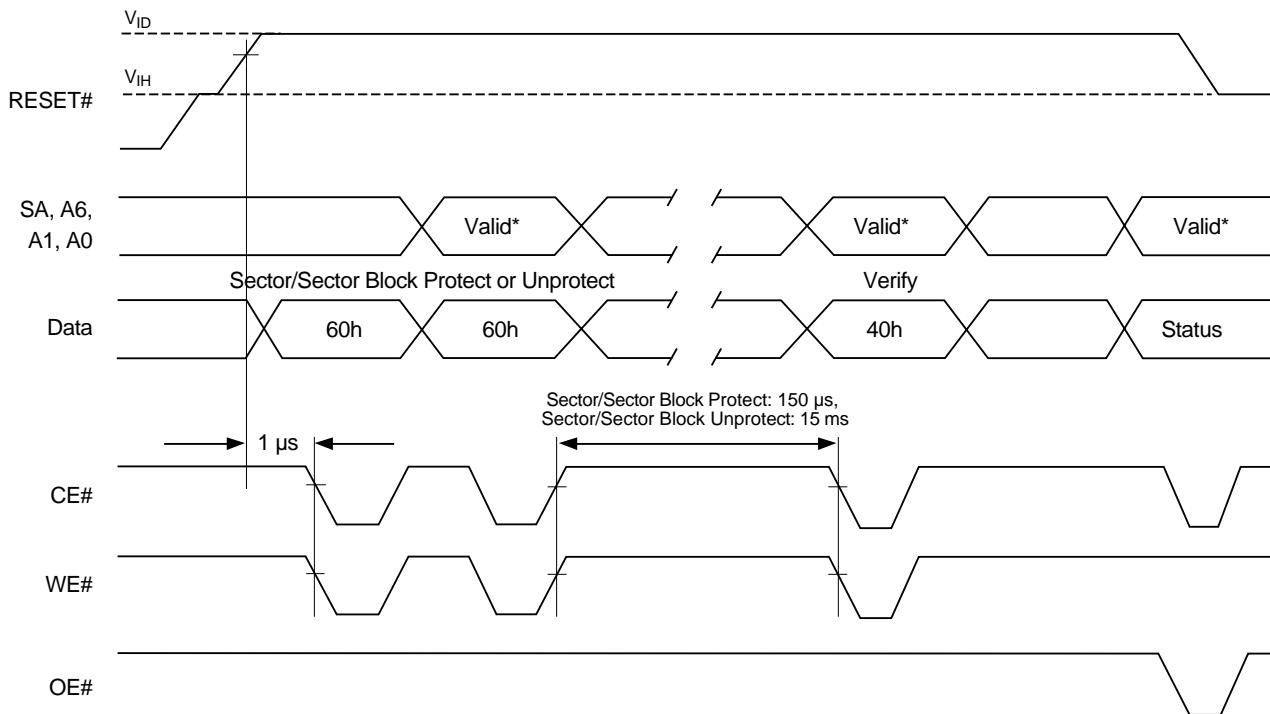 VID
VIH
RESET#
SA, A6,
A1, A0
Valid*
Valid*
Valid*
Sector/Sector Block Protect or Unprotect
Verify
Data
60h
60h
40h
Status
Sector/Sector Block Protect: 150 µs,
Sector/Sector Block Unprotect: 15 ms
1 µs
CE#
WE#
OE#